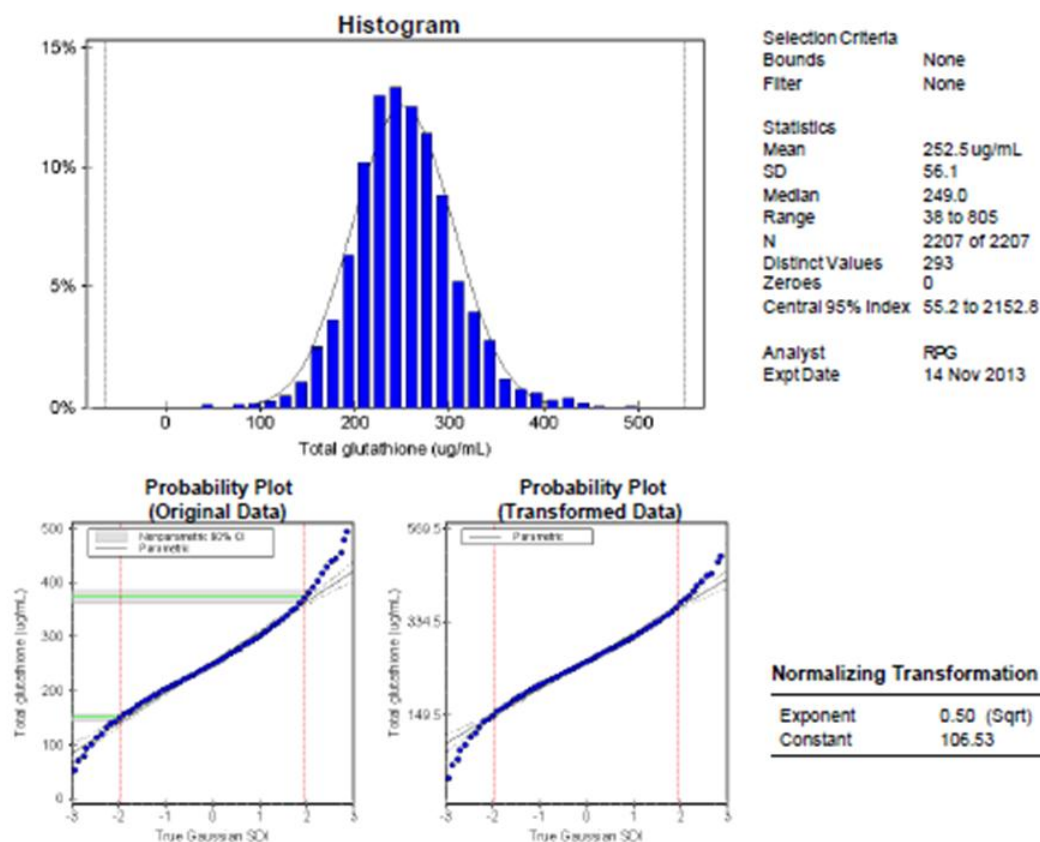 Histogram
15%
10%
5%
0%
0 100 200 300 400 500
Total glutathione (ug/mL)
Selection Criteria
Bounds None
Filter None
Statistics
Mean 252.5 ug/mL
SD 56.1
Median 249.0
Range 38 to 805
N 2207 of 2207
Distinct Values 293
Zeroes 0
Central 95% Index 55.2 to 2152.8
Analyst RPG
Expt Date 14 Nov 2013
Probability Plot
(Original Data)
Nonparametric 90% CI
Parametric
500
400
300
200
100
0
Total glutathione (ug/mL)
-3 -2 -1 0 1 2 3
True Gaussian SDI
Probability Plot
(Transformed Data)
Parametric
334.5
149.5
Total glutathione (ug/mL)
-3 -2 -1 0 1 2 3
True Gaussian SDI
Normalizing Transformation
Exponent 0.50 (Sqrt)
Constant 106.53